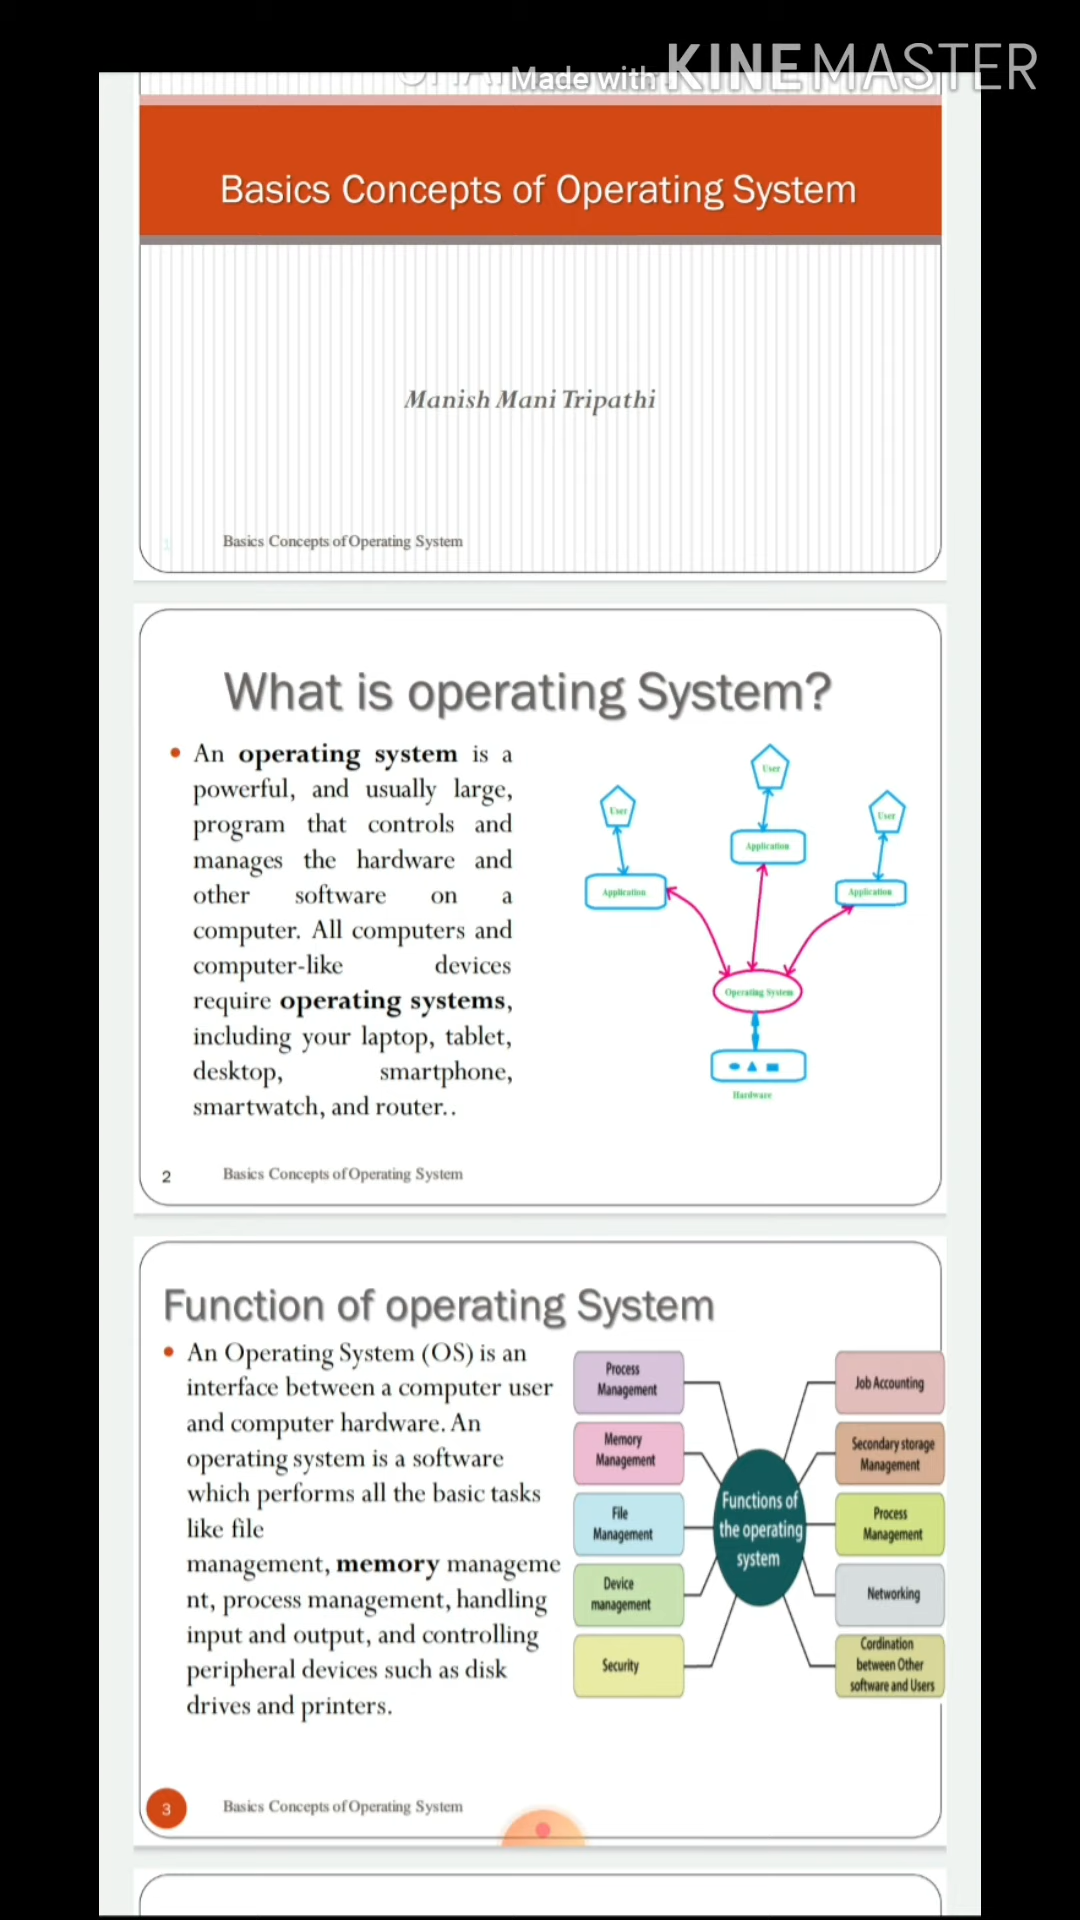 Made with KINEMASTER
Basics Concepts of Operating System
Manish Mani Tripathi
1
Basics Concepts of Operating System
What is operating System?
• An operating system is a
powerful, and usually large,
program that controls and
manages the hardware and
other software on a
computer. All computers and
computer-like devices
require operating systems,
including your laptop, tablet,
desktop, smartphone,
smartwatch, and router..
User
User
User
Application
Application
Application
Operating System
Hardware
2
Basics Concepts of Operating System
Function of operating System
• An Operating System (OS) is an
interface between a computer user
and computer hardware. An
operating system is a software
which performs all the basic tasks
like file
management, memory manageme
nt, process management, handling
input and output, and controlling
peripheral devices such as disk
drives and printers.
Process
Management
Memory
Management
File
Management
Device
management
Security
Functions of
the operating
system
Job Accounting
Secondary storage
Management
Process
Management
Networking
Cordination
between Other
software and Users
3
Basics Concepts of Operating System